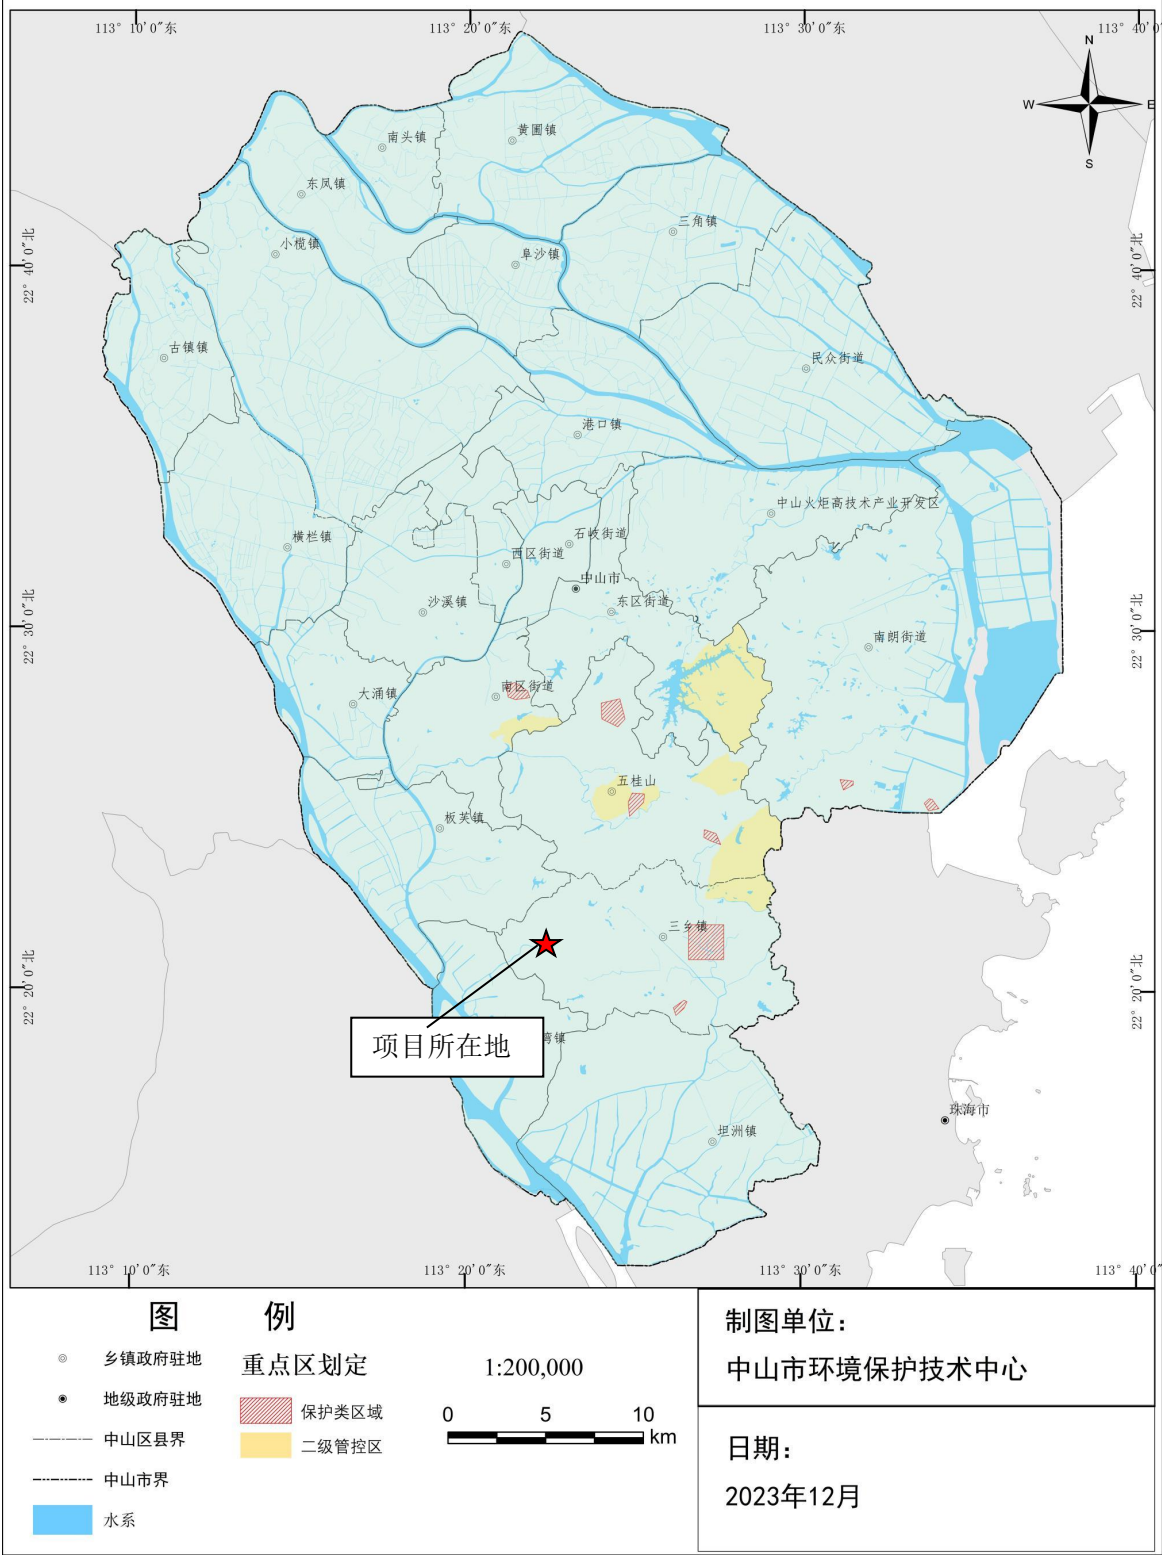 113° 10′0″东
113° 20′0″东
113° 30′0″东
113° 40′0″
N
W
E
S
南头镇
黄圃镇
东凤镇
三角镇
小榄镇
阜沙镇
22° 40′0″北
22° 40′0″北
古镇镇
民众街道
港口镇
中山火炬高技术产业开发区
石岐街道
横栏镇
西区街道
中山市
沙溪镇
东区街道
22° 30′0″北
22° 30′0″北
南朗街道
大涌镇
南区街道
五桂山
板芙镇
三乡镇
22° 20′0″北
22° 20′0″北
项目所在地
湾镇
珠海市
坦洲镇
113° 10′0″东
113° 20′0″东
113° 30′0″东
113° 40′0″
图 例
乡镇政府驻地
地级政府驻地
中山区县界
中山市界
水系
重点区划定
保护类区域
二级管控区
1:200,000
0 5 10
km
制图单位：
中山市环境保护技术中心
日期：
2023年12月